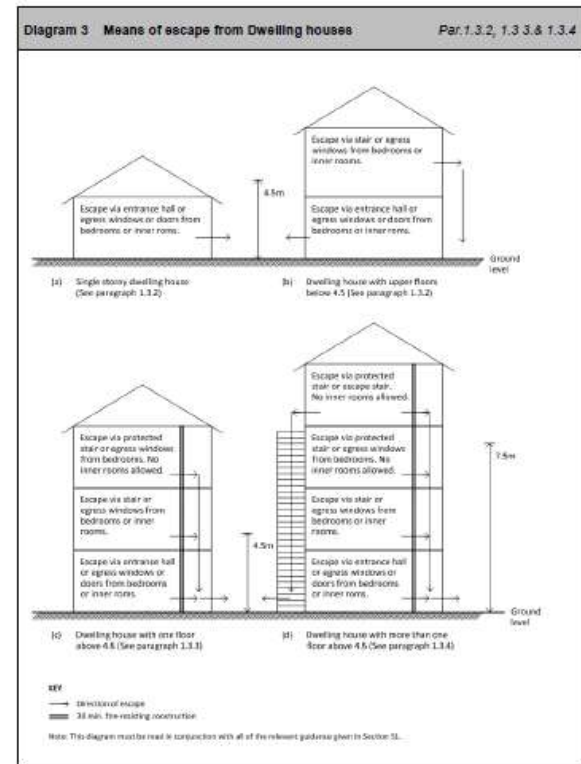 Diagram 3 Means of escape from Dwelling houses Par.1.3.2, 1.3 3.& 1.3.4
Escape via stair or egress
windows from bedrooms or
inner rooms.
4.5m
Escape via entrance hall or
egress windows or doors from
bedrooms or inner roms.
Escape via entrance hall or
egress windows or doors from
bedrooms or inner roms.
Ground
level
(a) Single storey dwelling house
(See paragraph 1.3.2)
(b) Dwelling house with upper floors
below 4.5 (See paragraph 1.3.2)
Escape via protected
stair or escape stair.
No inner rooms allowed.
Escape via protected
stair or egress windows
from bedrooms. No
inner rooms allowed.
Escape via protected
stair or egress windows
from bedrooms. No
inner rooms allowed.
7.5m
Escape via stair or
egress windows from
bedrooms or inner
rooms.
Escape via stair or
egress windows from
bedrooms or inner
rooms.
4.5m
Escape via entrance hall
or egress windows or
doors from bedrooms
or inner roms.
Escape via entrance hall
or egress windows or
doors from bedrooms
or inner roms.
Ground
level
(c) Dwelling house with one floor
above 4.5 (See paragraph 1.3.3)
(d) Dwelling house with more than one
floor above 4.5 (See paragraph 1.3.4)
KEY
Direction of escape
30 min. fire resisting construction
Note: This diagram must be read in conjunction with all of the relevant guidance given in Section S1.